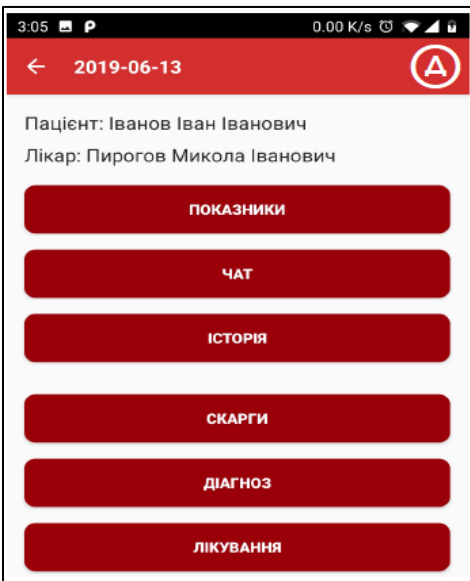 3:05 P 0.00 K/s
2019-06-13 Д
Пацієнт: Іванов Іван Іванович
Лікар: Пирогов Микола Іванович
ПОКАЗНИКИ
ЧАТ
ІСТОРІЯ
СКАРГИ
ДІАГНОЗ
ЛІКУВАННЯ